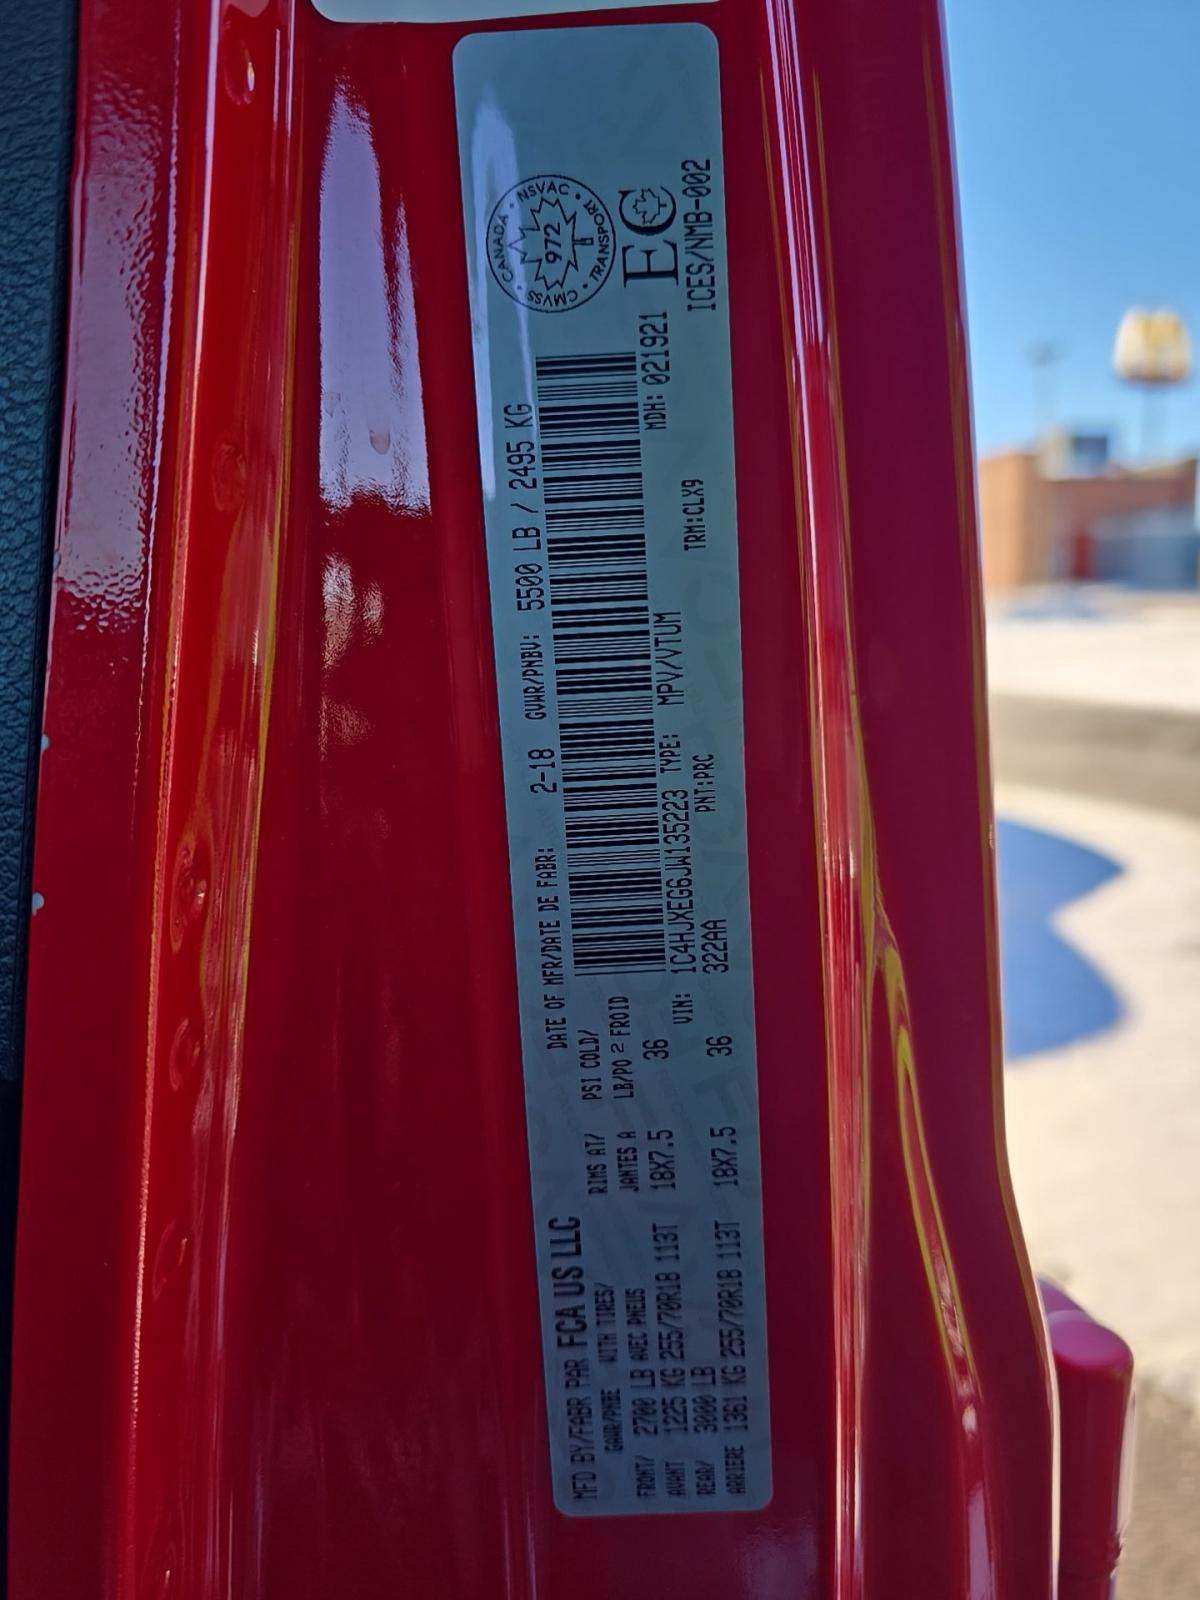 MFD BY/FABR PAR FCA US LLC
DATE OF MFR/DATE DE FABR: 2-18 GVWR/PNBV: 5500 LB / 2495 KG
GAWR/PNBE WITH TIRES/ RIMS AT/ PSI COLD/
FRONT/ 2700 LB AVEC PNEUS JANTES A LB/PO 2 FROID
AVANT 1225 KG 255/70R18 113T 18X7.5 36
REAR/ 3000 LB
ARRIERE 1361 KG 255/70R18 113T 18X7.5 36
VIN: 1C4HJXEG6JW135223 TYPE: MPV/VTUM
322AA PNT:PRC TRM:CLX9
MDH: 021921
CANADA • NSVAC • TRANSPORT • CMVSS
972
EC
ICES/NMB-002